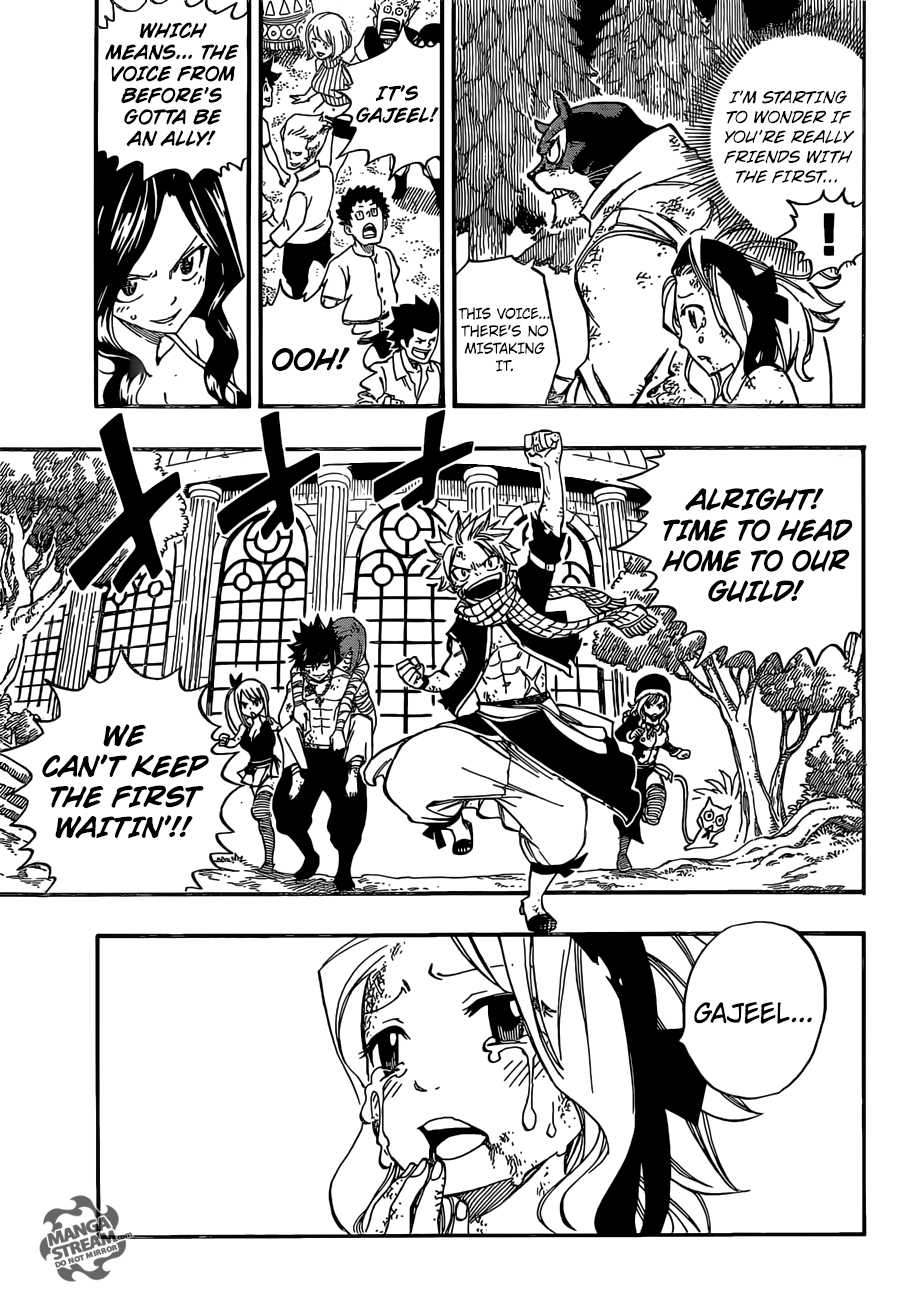 I'M STARTING
TO WONDER IF
YOU'RE REALLY
FRIENDS WITH
THE FIRST...
!
THIS VOICE...
THERE'S NO
MISTAKING
IT.
IT'S
GAJEEL!
OOH!
WHICH
MEANS... THE
VOICE FROM
BEFORE'S
GOTTA BE
AN ALLY!
ALRIGHT!
TIME TO HEAD
HOME TO OUR
GUILD!
WE
CAN'T KEEP
THE FIRST
WAITIN'!!
GAJEEL...
MANGA
STREAM.com
DO NOT MIRROR